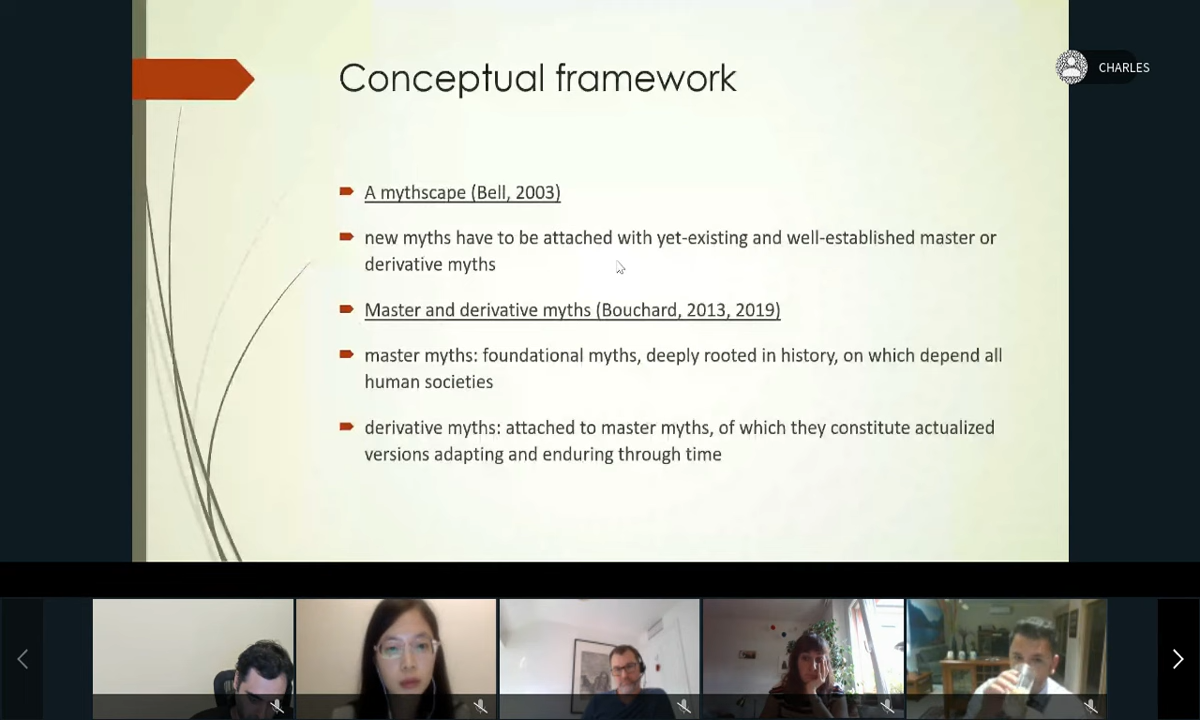 Conceptual framework
CHARLES
A mythscape (Bell, 2003)
new myths have to be attached with yet-existing and well-established master or
derivative myths
Master and derivative myths (Bouchard, 2013, 2019)
master myths: foundational myths, deeply rooted in history, on which depend all
human societies
derivative myths: attached to master myths, of which they constitute actualized
versions adapting and enduring through time